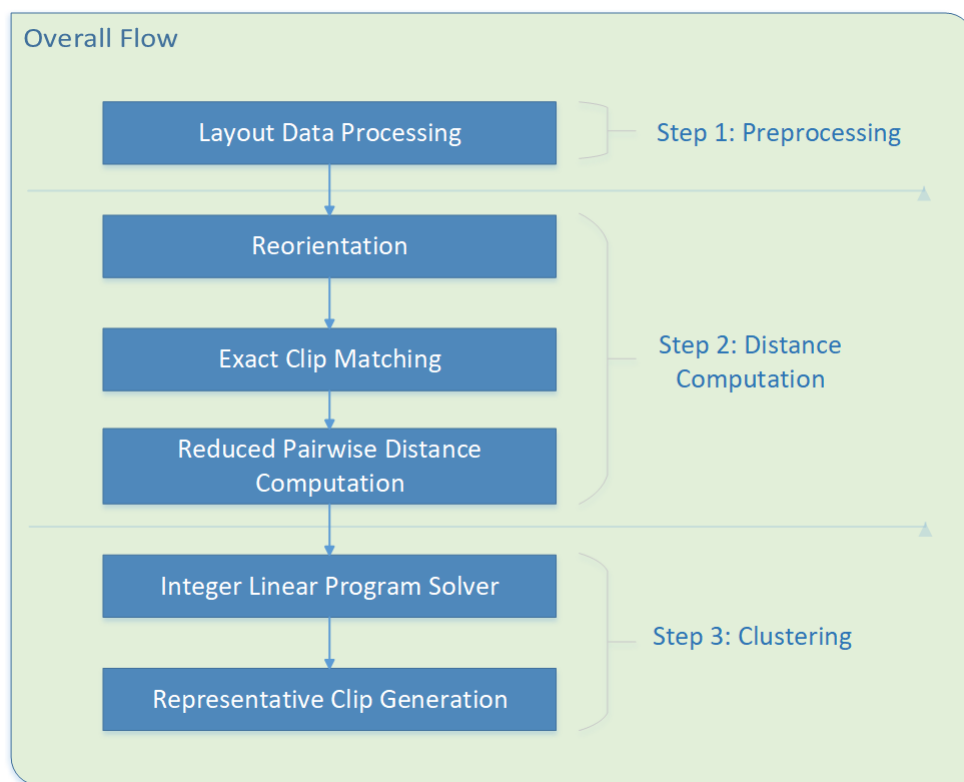 Overall Flow
Layout Data Processing
Step 1: Preprocessing
Reorientation
Exact Clip Matching
Step 2: Distance
Computation
Reduced Pairwise Distance
Computation
Integer Linear Program Solver
Step 3: Clustering
Representative Clip Generation